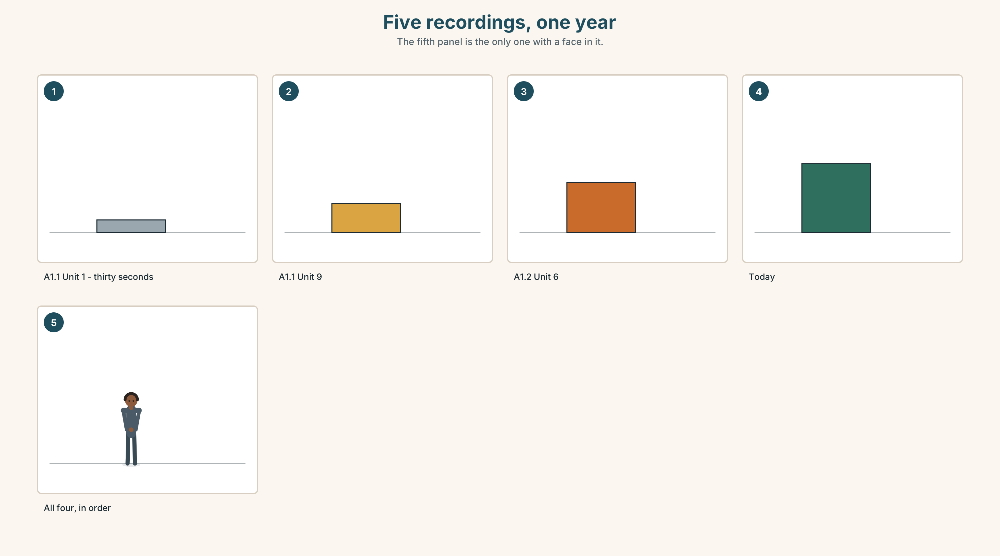 Five recordings, one year
The fifth panel is the only one with a face in it.
1
2
3
4
A1.1 Unit 1 - thirty seconds
A1.1 Unit 9
A1.2 Unit 6
Today
5
All four, in order